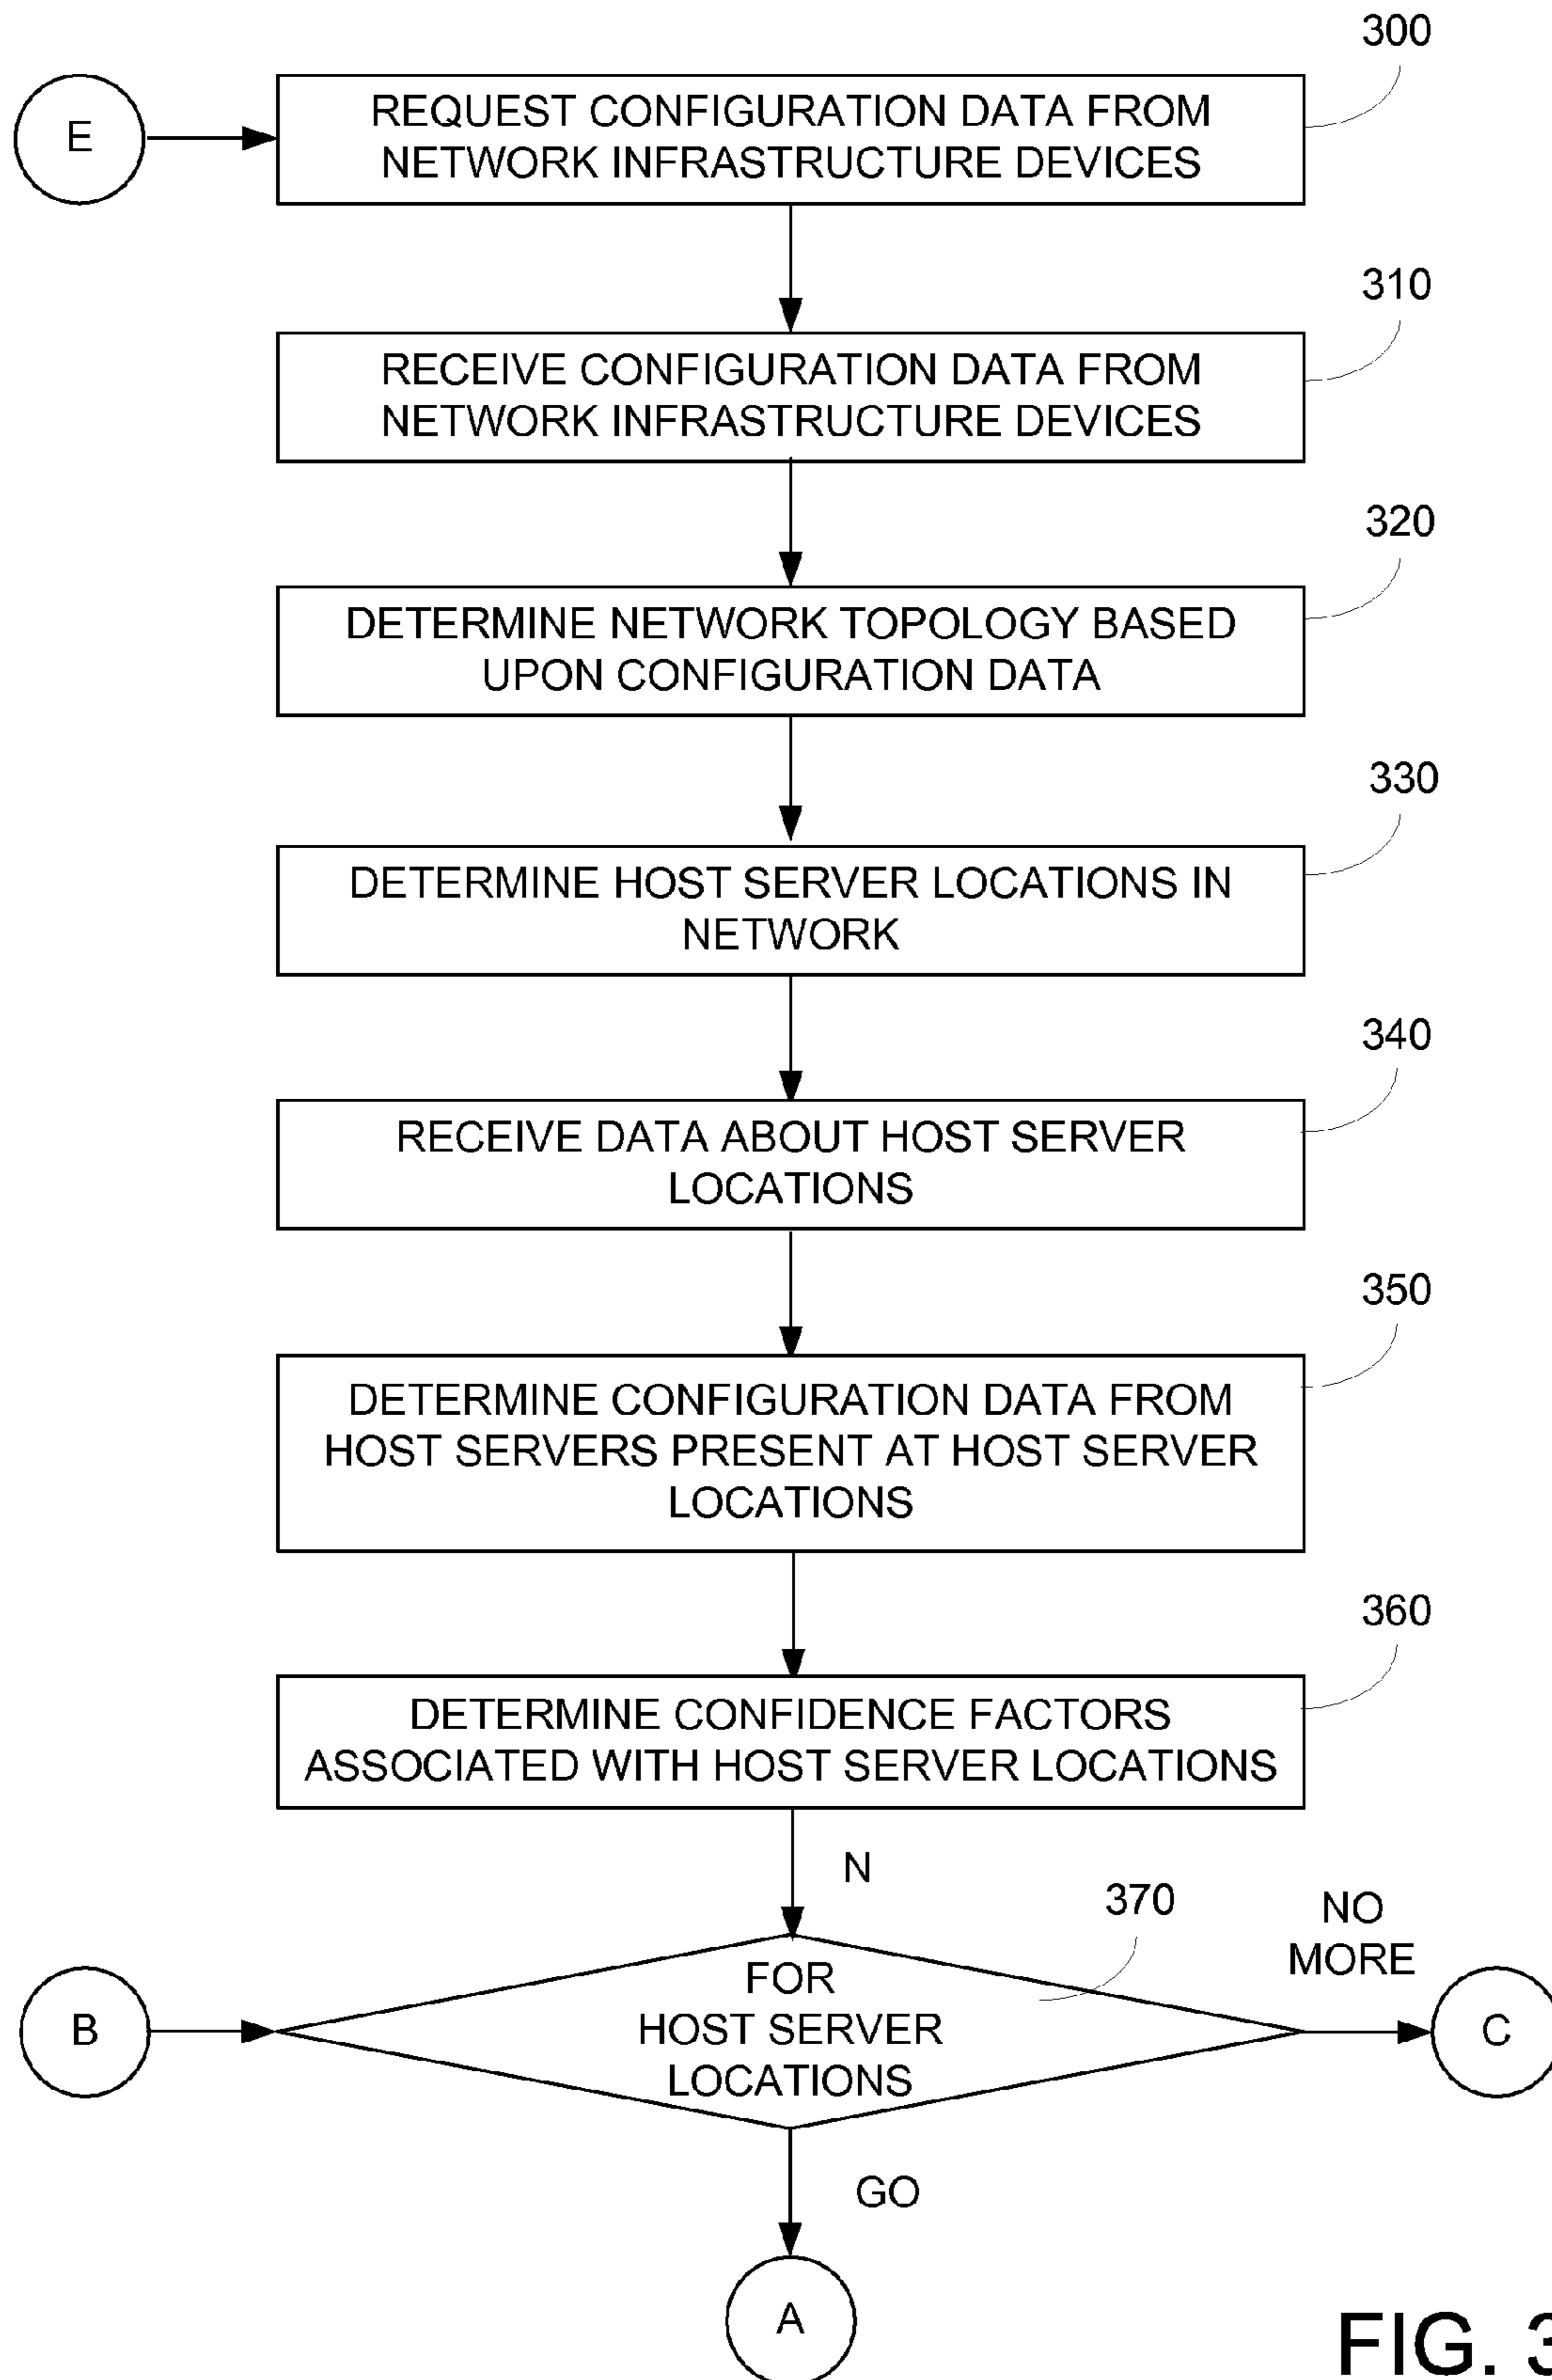 300
E
REQUEST CONFIGURATION DATA FROM
NETWORK INFRASTRUCTURE DEVICES
310
RECEIVE CONFIGURATION DATA FROM
NETWORK INFRASTRUCTURE DEVICES
320
DETERMINE NETWORK TOPOLOGY BASED
UPON CONFIGURATION DATA
330
DETERMINE HOST SERVER LOCATIONS IN
NETWORK
340
RECEIVE DATA ABOUT HOST SERVER
LOCATIONS
350
DETERMINE CONFIGURATION DATA FROM
HOST SERVERS PRESENT AT HOST SERVER
LOCATIONS
360
DETERMINE CONFIDENCE FACTORS
ASSOCIATED WITH HOST SERVER LOCATIONS
N
370
NO
MORE
B
FOR
HOST SERVER
LOCATIONS
C
GO
A
FIG. 3